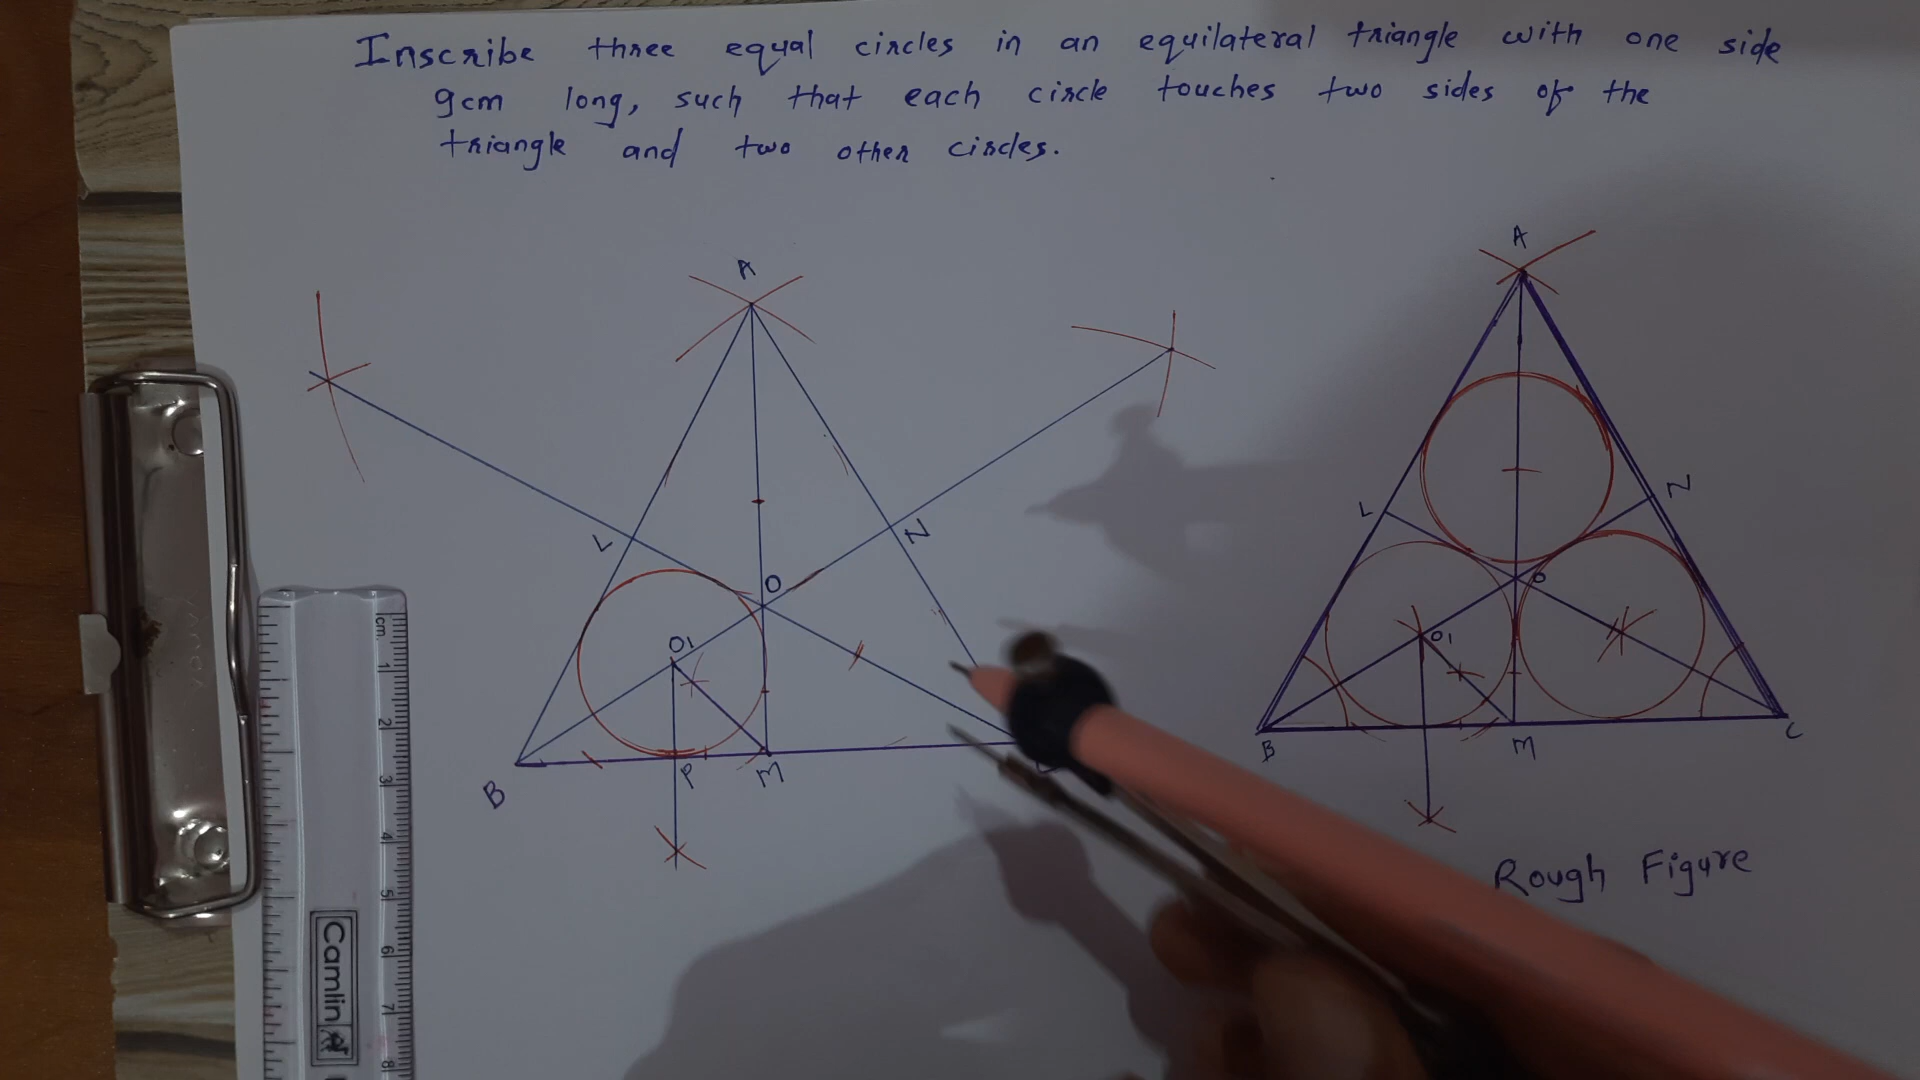 Inscribe three equal circles in an equilateral triangle with one side
9cm long, such that each circle touches two sides of the
triangle and two other circles.
A
A
L
N
L
N
O
O
O1
O1
B
P
M
B
M
C
Rough Figure
cm
1
2
3
4
5
6
7
8
Camlin